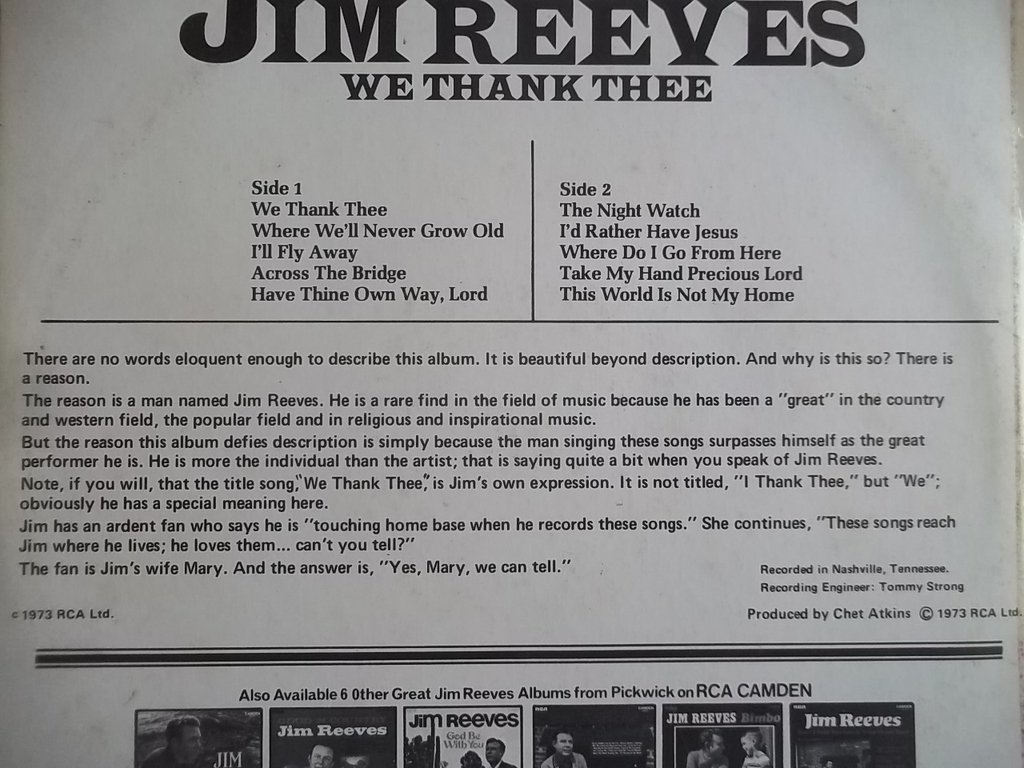 JIM REEVES
WE THANK THEE
Side 1
We Thank Thee
Where We'll Never Grow Old
I'll Fly Away
Across The Bridge
Have Thine Own Way, Lord
Side 2
The Night Watch
I'd Rather Have Jesus
Where Do I Go From Here
Take My Hand Precious Lord
This World Is Not My Home
There are no words eloquent enough to describe this album. It is beautiful beyond description. And why is this so? There is
a reason.
The reason is a man named Jim Reeves. He is a rare find in the field of music because he has been a "great" in the country
and western field, the popular field and in religious and inspirational music.
But the reason this album defies description is simply because the man singing these songs surpasses himself as the great
performer he is. He is more the individual than the artist; that is saying quite a bit when you speak of Jim Reeves.
Note, if you will, that the title song,"We Thank Thee," is Jim's own expression. It is not titled, "I Thank Thee," but "We";
obviously he has a special meaning here.
Jim has an ardent fan who says he is "touching home base when he records these songs." She continues, "These songs reach
Jim where he lives; he loves them... can't you tell?"
The fan is Jim's wife Mary. And the answer is, "Yes, Mary, we can tell."
Recorded in Nashville, Tennessee.
Recording Engineer: Tommy Strong
c 1973 RCA Ltd.
Produced by Chet Atkins © 1973 RCA Ltd.
Also Available 6 Other Great Jim Reeves Albums from Pickwick on RCA CAMDEN
JIM
Jim Reeves
Jim Reeves
God Be
With You
JIM REEVES Bimbo
Jim Reeves